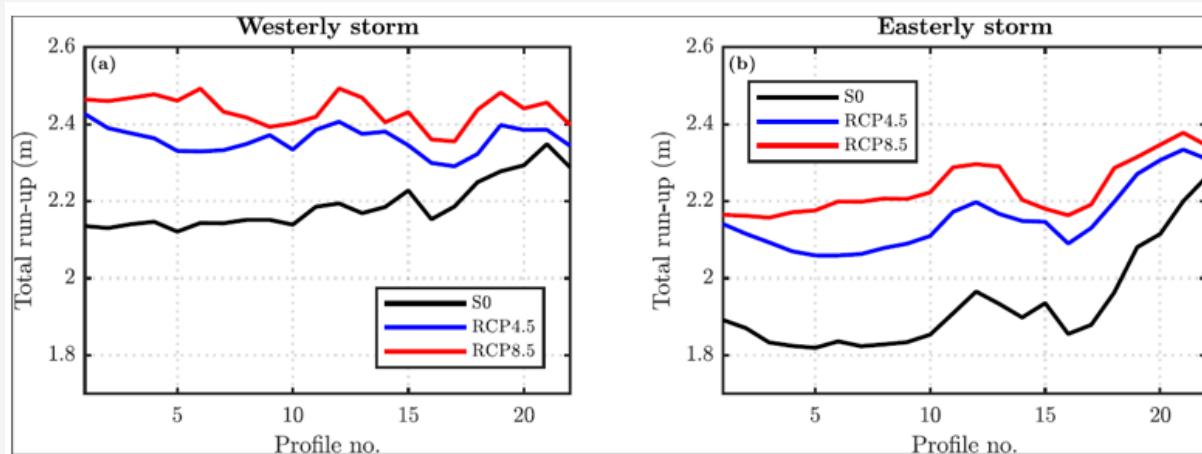 Westerly storm
(a)
Total run-up (m)
2.6
2.4
2.2
2
1.8
S0
RCP4.5
RCP8.5
5
10
15
20
Profile no.
Easterly storm
(b)
Total run-up (m)
2.6
2.4
2.2
2
1.8
S0
RCP4.5
RCP8.5
5
10
15
20
Profile no.